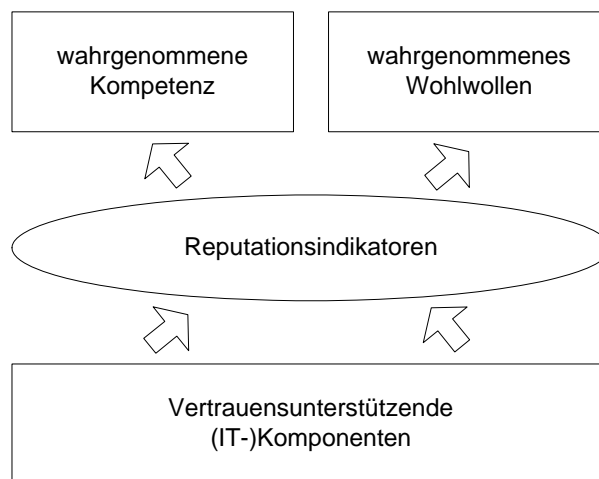 wahrgenommene
Kompetenz
wahrgenommenes
Wohlwollen
Reputationsindikatoren
Vertrauensunterstützende
(IT-)Komponenten